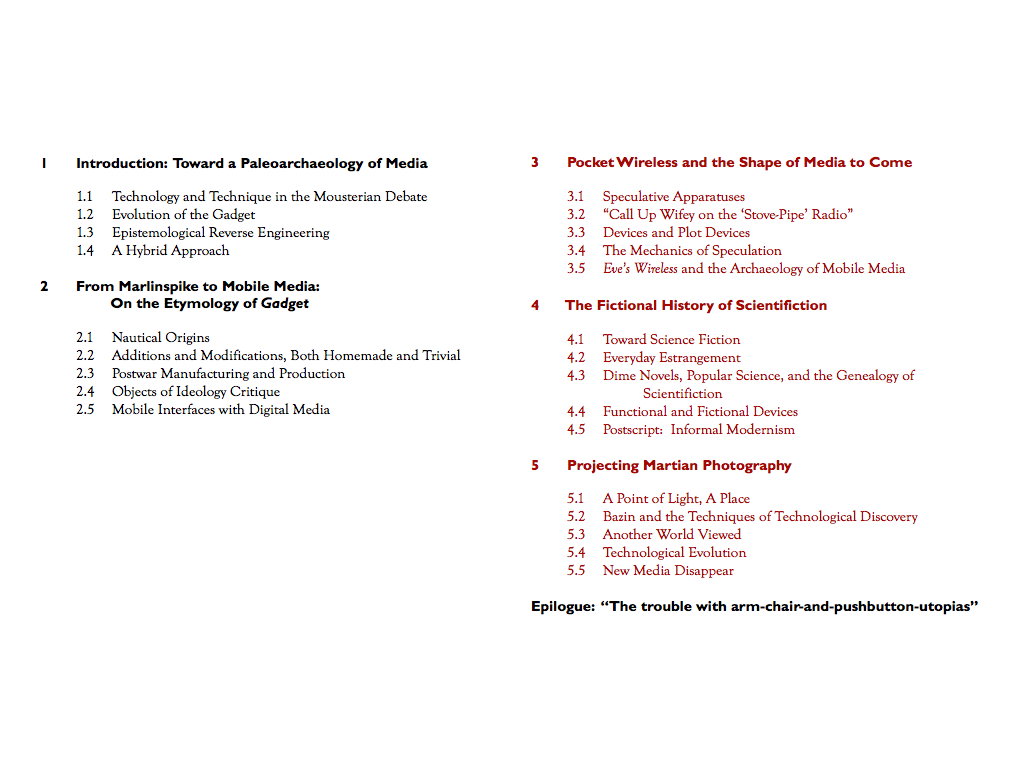 1 Introduction: Toward a Paleoarchaeology of Media
1.1 Technology and Technique in the Mousterian Debate
1.2 Evolution of the Gadget
1.3 Epistemological Reverse Engineering
1.4 A Hybrid Approach
2 From Marlinspike to Mobile Media:
On the Etymology of Gadget
2.1 Nautical Origins
2.2 Additions and Modifications, Both Homemade and Trivial
2.3 Postwar Manufacturing and Production
2.4 Objects of Ideology Critique
2.5 Mobile Interfaces with Digital Media
3 Pocket Wireless and the Shape of Media to Come
3.1 Speculative Apparatuses
3.2 “Call Up Wifey on the ‘Stove-Pipe’ Radio”
3.3 Devices and Plot Devices
3.4 The Mechanics of Speculation
3.5 Eve’s Wireless and the Archaeology of Mobile Media
4 The Fictional History of Scientifiction
4.1 Toward Science Fiction
4.2 Everyday Estrangement
4.3 Dime Novels, Popular Science, and the Genealogy of
Scientifiction
4.4 Functional and Fictional Devices
4.5 Postscript: Informal Modernism
5 Projecting Martian Photography
5.1 A Point of Light, A Place
5.2 Bazin and the Techniques of Technological Discovery
5.3 Another World Viewed
5.4 Technological Evolution
5.5 New Media Disappear
Epilogue: “The trouble with arm-chair-and-pushbutton-utopias”